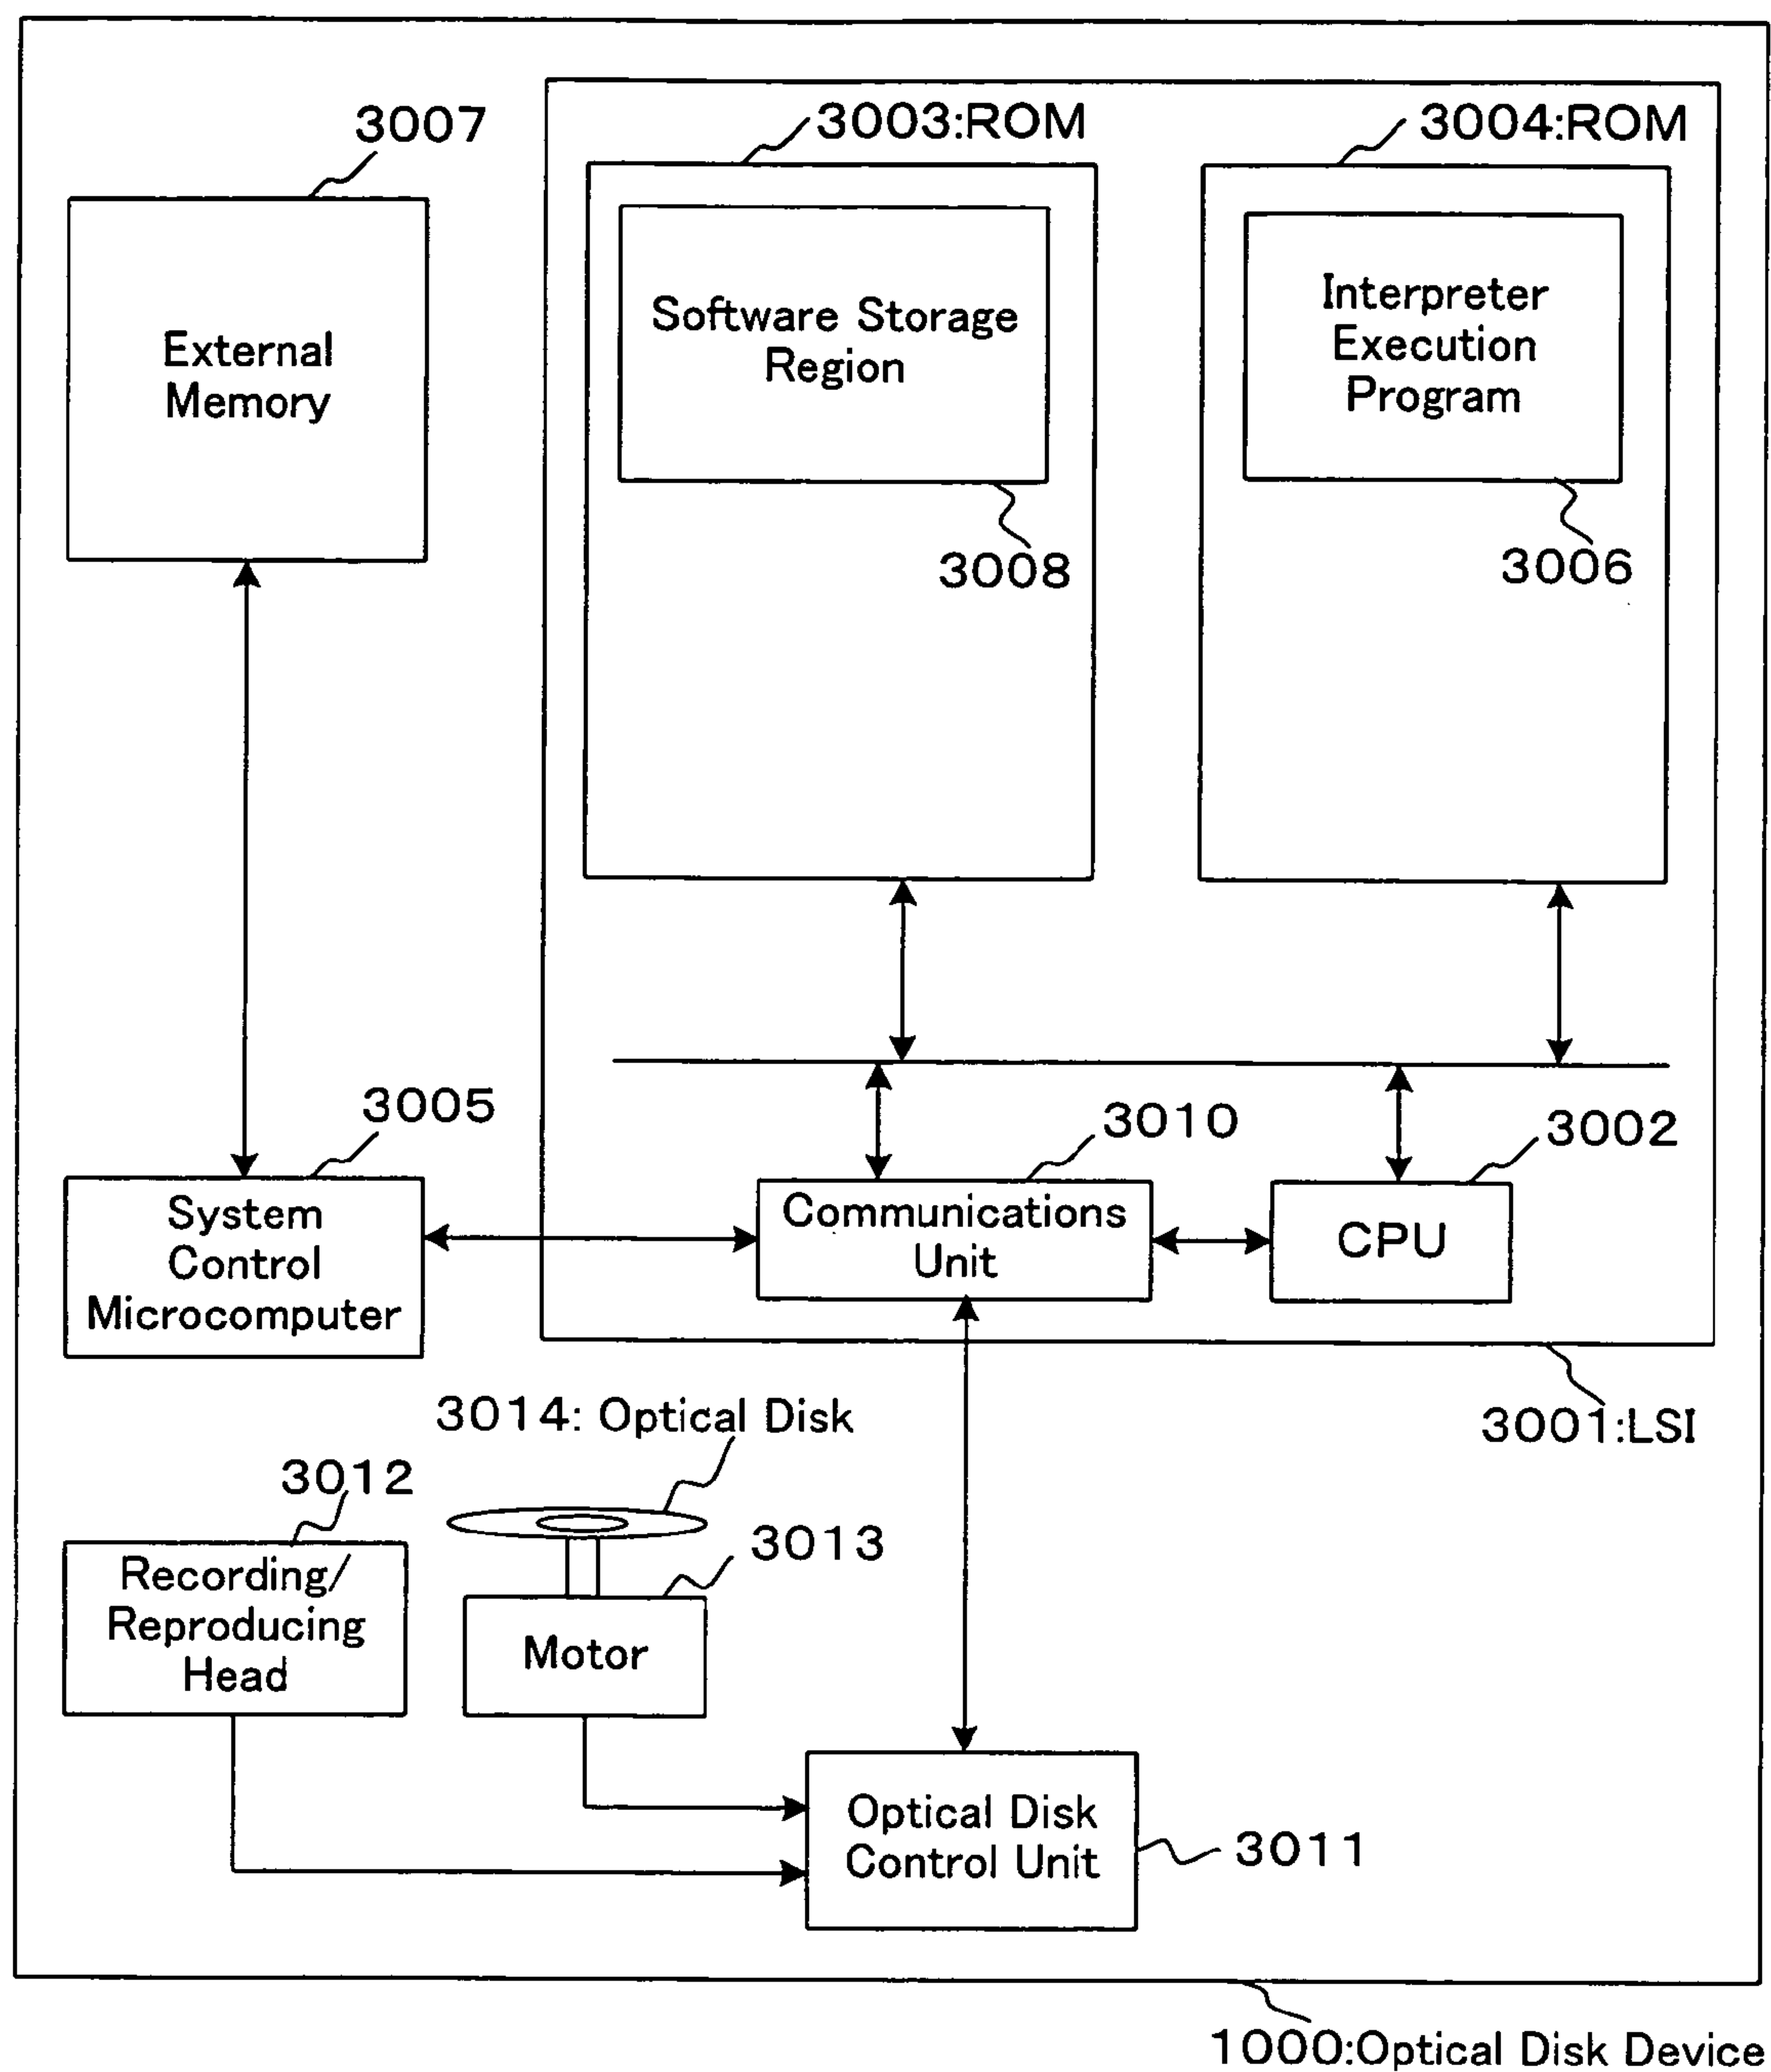 3007
3003:ROM
3004:ROM
External
Memory
Software Storage
Region
Interpreter
Execution
Program
3008
3006
3005
3010
3002
System
Control
Microcomputer
Communications
Unit
CPU
3014: Optical Disk
3001:LSI
3012
3013
Recording/
Reproducing
Head
Motor
Optical Disk
Control Unit
3011
1000:Optical Disk Device